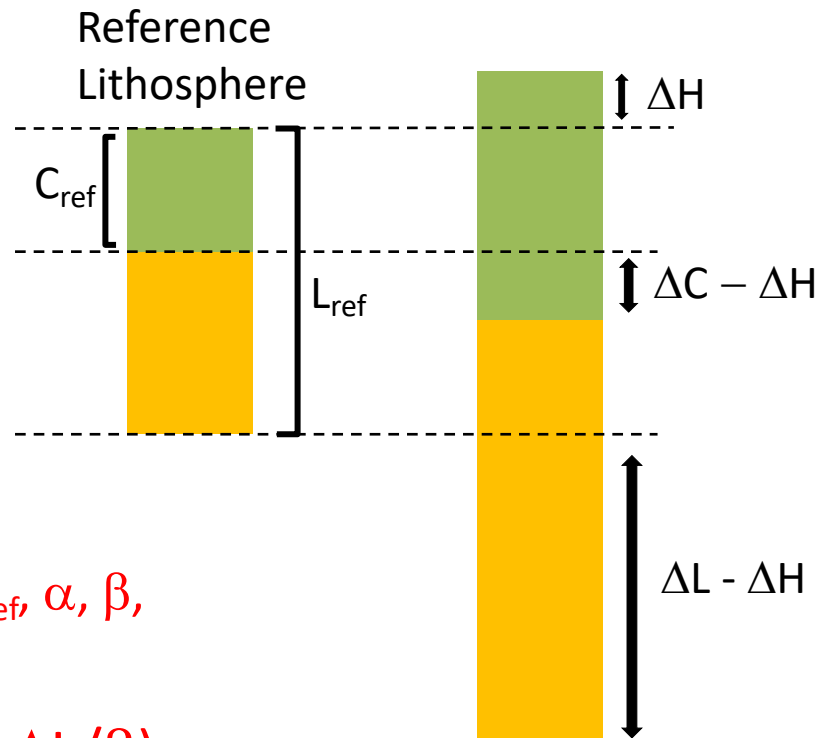 Reference
Lithosphere
ΔH
C_ref
L_ref
ΔC – ΔH
ΔL - ΔH
α, β,